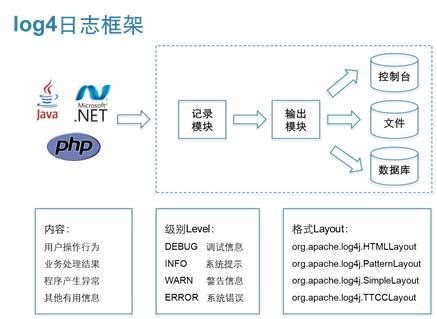 log4日志框架
Java
Microsoft
.NET
php
记录
模块
输出
模块
控制台
文件
数据库
内容：
用户操作行为
业务处理结果
程序产生异常
其他有用信息
级别Level：
DEBUG 调试信息
INFO 系统提示
WARN 警告信息
ERROR 系统错误
格式Layout：
org.apache.log4j.HTMLLayout
org.apache.log4j.PatternLayout
org.apache.log4j.SimpleLayout
org.apache.log4j.TTCCLayout